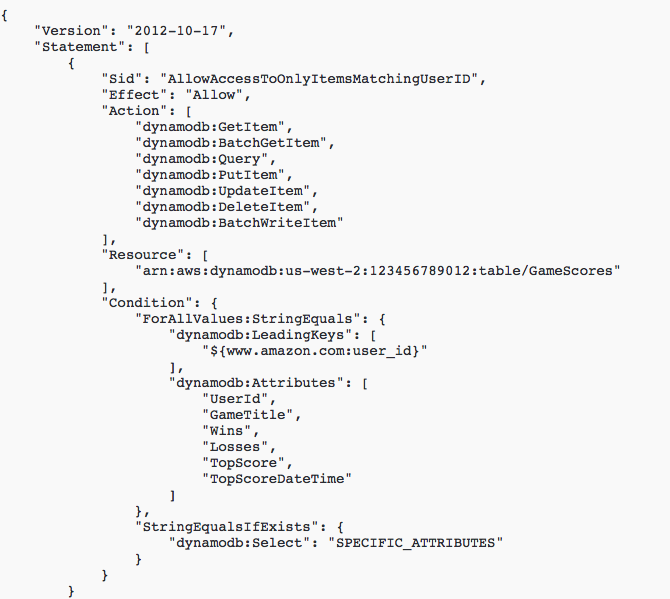 {
    "Version": "2012-10-17",
    "Statement": [
        {
            "Sid": "AllowAccessToOnlyItemsMatchingUserID",
            "Effect": "Allow",
            "Action": [
                "dynamodb:GetItem",
                "dynamodb:BatchGetItem",
                "dynamodb:Query",
                "dynamodb:PutItem",
                "dynamodb:UpdateItem",
                "dynamodb:DeleteItem",
                "dynamodb:BatchWriteItem"
            ],
            "Resource": [
                "arn:aws:dynamodb:us-west-2:123456789012:table/GameScores"
            ],
            "Condition": {
                "ForAllValues:StringEquals": {
                    "dynamodb:LeadingKeys": [
                        "${www.amazon.com:user_id}"
                    ],
                    "dynamodb:Attributes": [
                        "UserId",
                        "GameTitle",
                        "Wins",
                        "Losses",
                        "TopScore",
                        "TopScoreDateTime"
                    ]
                },
                "StringEqualsIfExists": {
                    "dynamodb:Select": "SPECIFIC_ATTRIBUTES"
                }
            }
        }